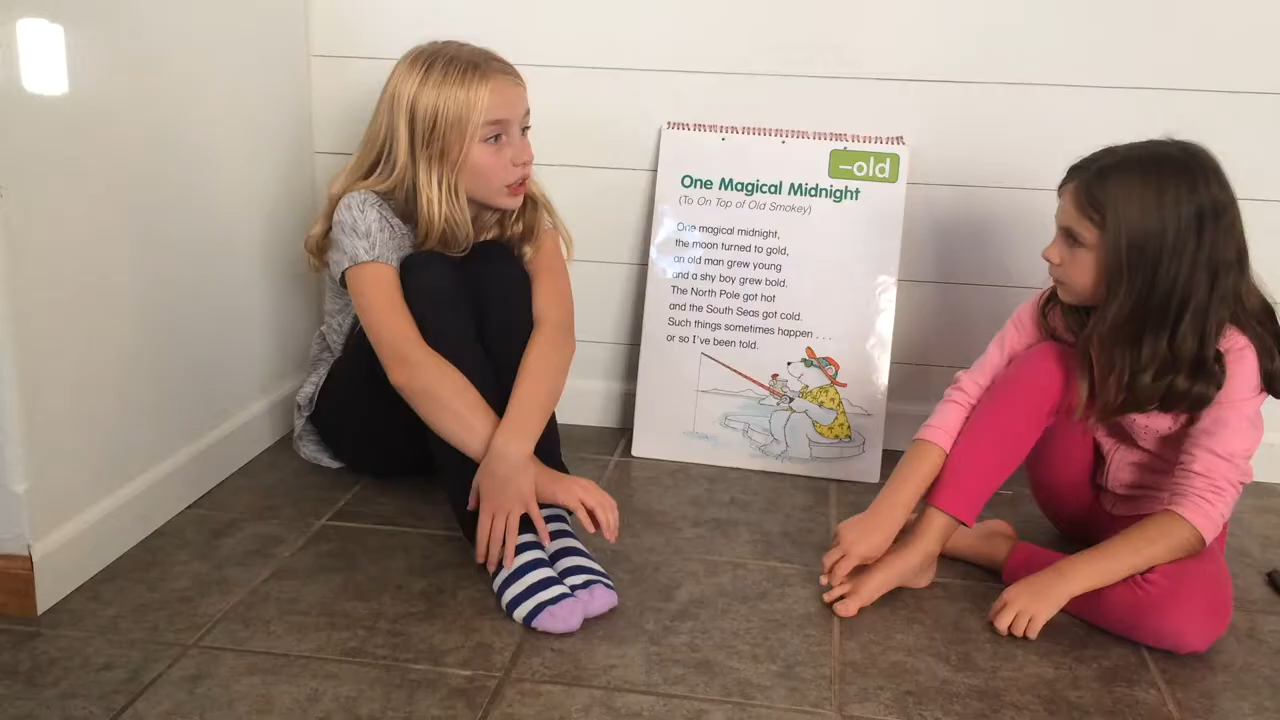 –old
One Magical Midnight
(To On Top of Old Smokey)
One magical midnight,
the moon turned to gold,
an old man grew young
and a shy boy grew bold.
The North Pole got hot
and the South Seas got cold.
Such things sometimes happen . . .
or so I've been told.